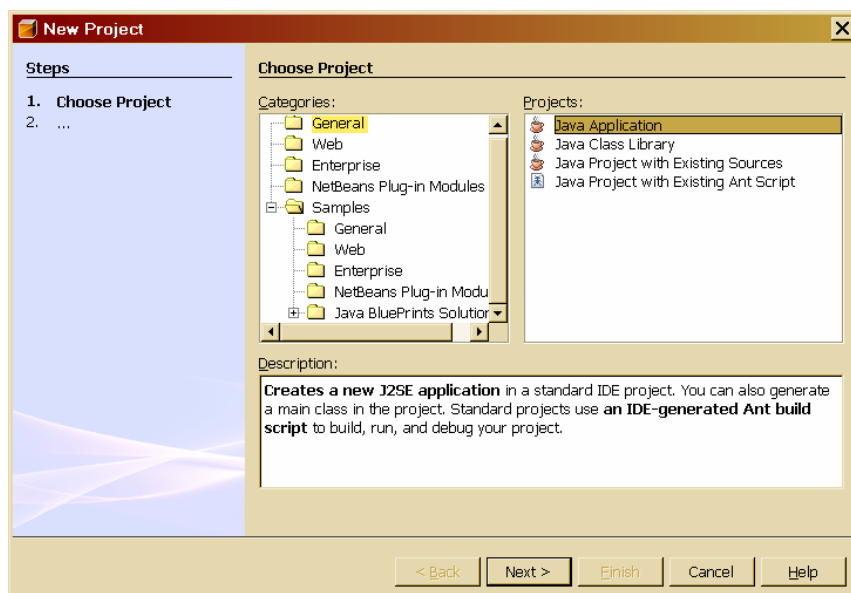 New Project
Steps
1. Choose Project
2. ...
Choose Project
Categories:
General
Web
Enterprise
NetBeans Plug-in Modules
Samples
General
Web
Enterprise
NetBeans Plug-in Modu
Java BluePrints Solution
Projects:
Java Application
Java Class Library
Java Project with Existing Sources
Java Project with Existing Ant Script
Description:
Creates a new J2SE application in a standard IDE project. You can also generate
a main class in the project. Standard projects use an IDE-generated Ant build
script to build, run, and debug your project.
< Back
Next >
Finish
Cancel
Help